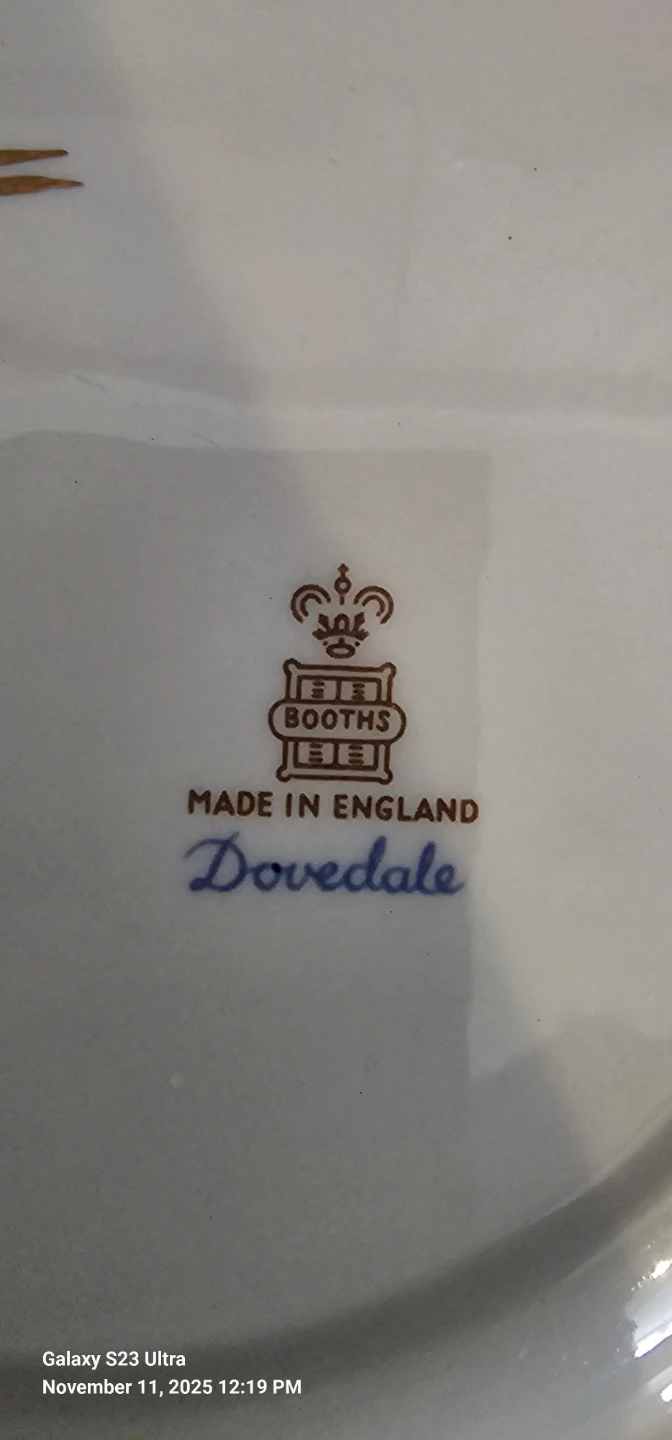 BOOTHS
MADE IN ENGLAND
Dovedale
Galaxy S23 Ultra
November 11, 2025 12:19 PM